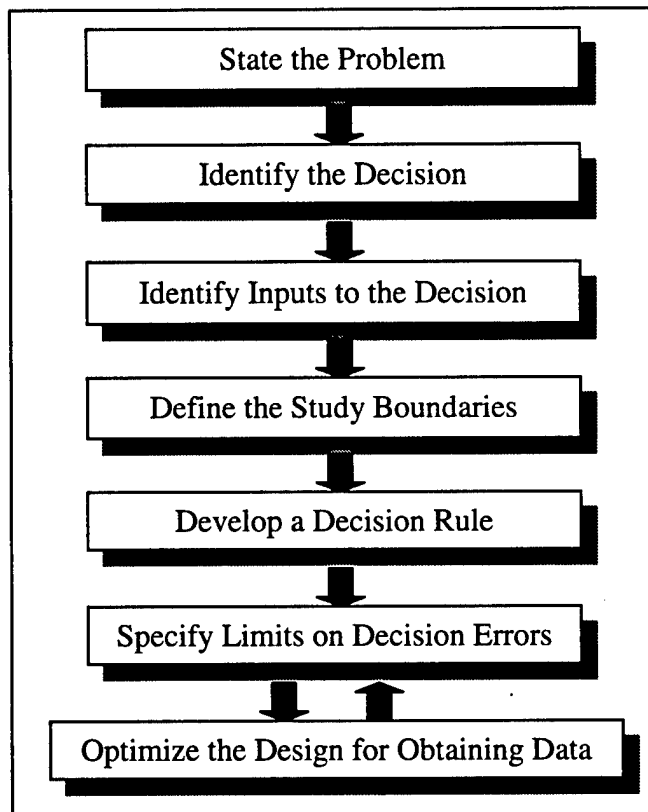 State the Problem
Identify the Decision
Identify Inputs to the Decision
Define the Study Boundaries
Develop a Decision Rule
Specify Limits on Decision Errors
Optimize the Design for Obtaining Data